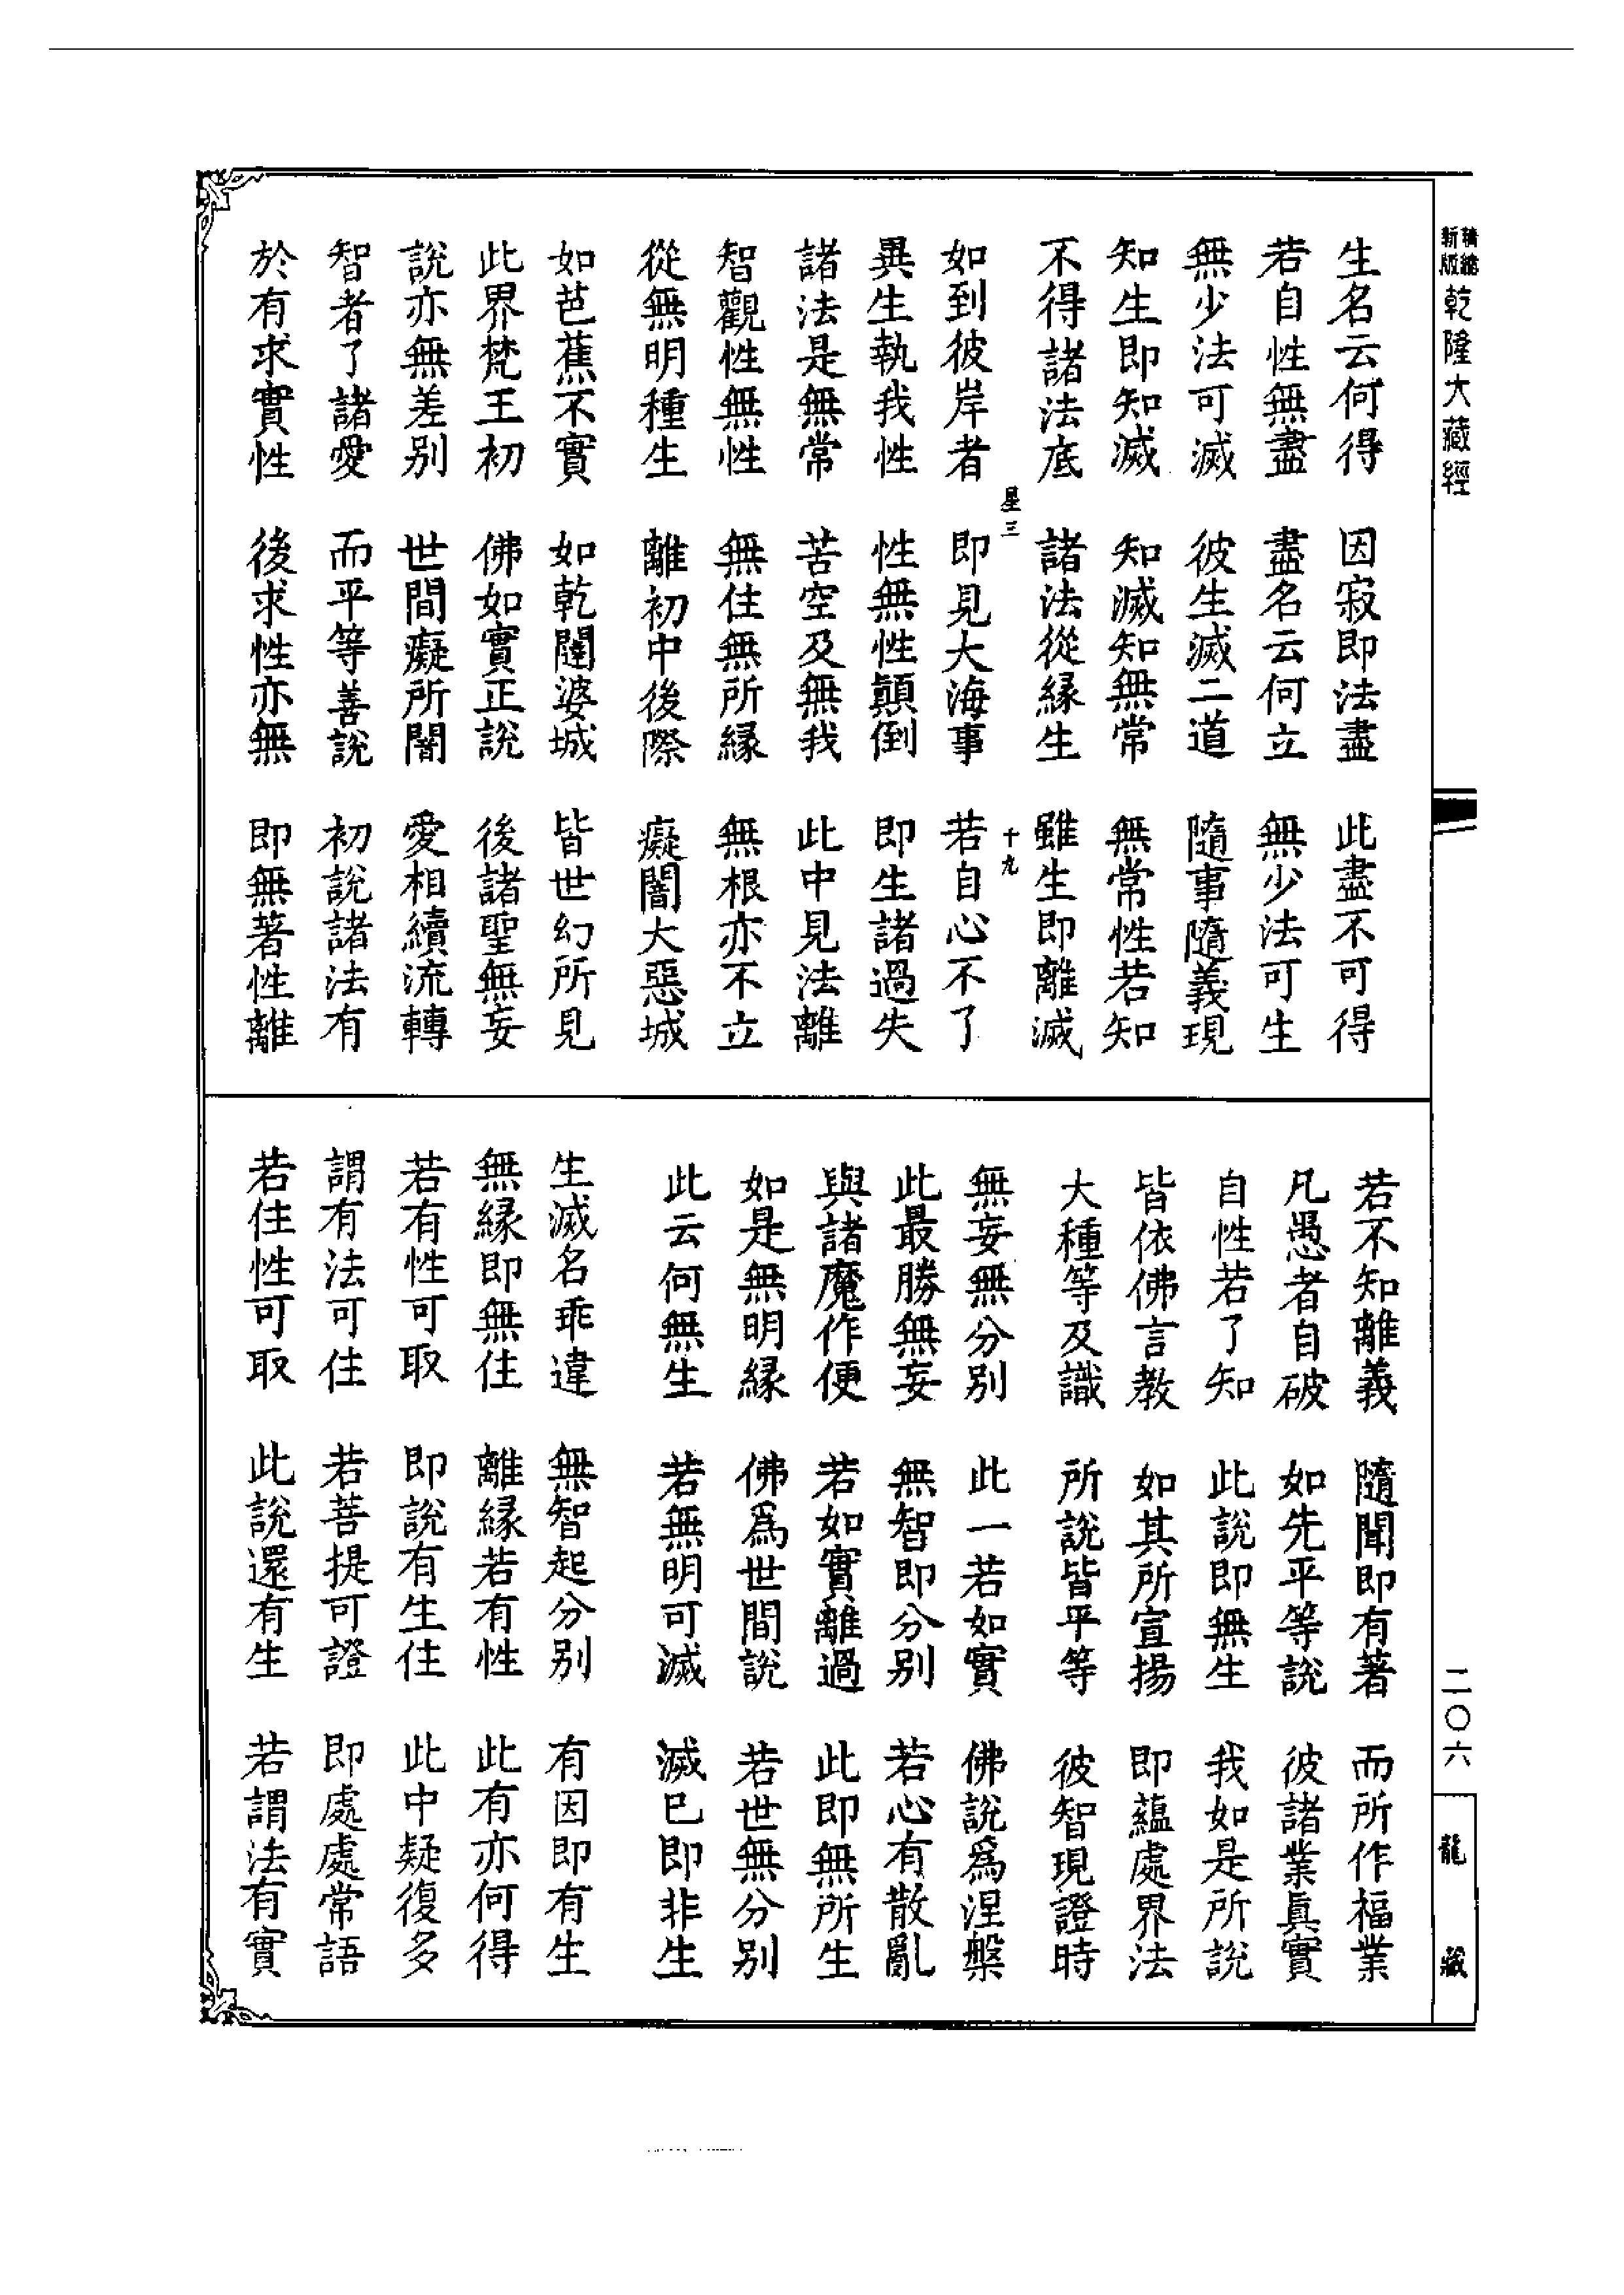 新版精縮
乾隆大藏經
生名云何得　因寂即法盡　此盡不可得
若自性無盡　盡名云何立　無少法可生
無少法可滅　彼生滅二道　隨事隨義現
知生即知滅　知滅知無常　無常性若知
不得諸法底　諸法從緣生　雖生即離滅
星三　十九
如到彼岸者　即見大海事　若自心不了
異生執我性　性無性顛倒　即生諸過失
諸法是無常　苦空及無我　此中見法離
智觀性無性　無住無所緣　無根亦不立
從無明種生　離初中後際　癡闇大惡城
如芭蕉不實　如乾闥婆城　皆世幻所見
此界梵王初　佛如實正說　後諸聖無妄
說亦無差别　世間癡所闇　愛相續流轉
智者了諸愛　而平等善說　初說諸法有
於有求實性　後求性亦無　即無著性離
若不知離義　隨聞即有著　而所作福業
凡愚者自破　如先平等說　彼諸業真實
自性若了知　此說即無生　我如是所說
皆依佛言教　如其所宣揚　即蘊處界法
大種等及識　所說皆平等　彼智現證時
無妄無分别　此一若如實　佛說爲涅槃
此最勝無妄　無智即分别　若心有散亂
與諸魔作便　若如實離過　此即無所生
如是無明緣　佛爲世間說　若世無分别
此云何無生　若無明可滅　滅已即非生
生滅名乖違　無智起分别　有因即有生
無緣即無住　離緣若有性　此有亦何得
若有性可取　即說有生住　此中疑復多
謂有法可住　若菩提可證　即處處常語
若住性可取　此說還有生　若謂法有實
二〇六
龍藏